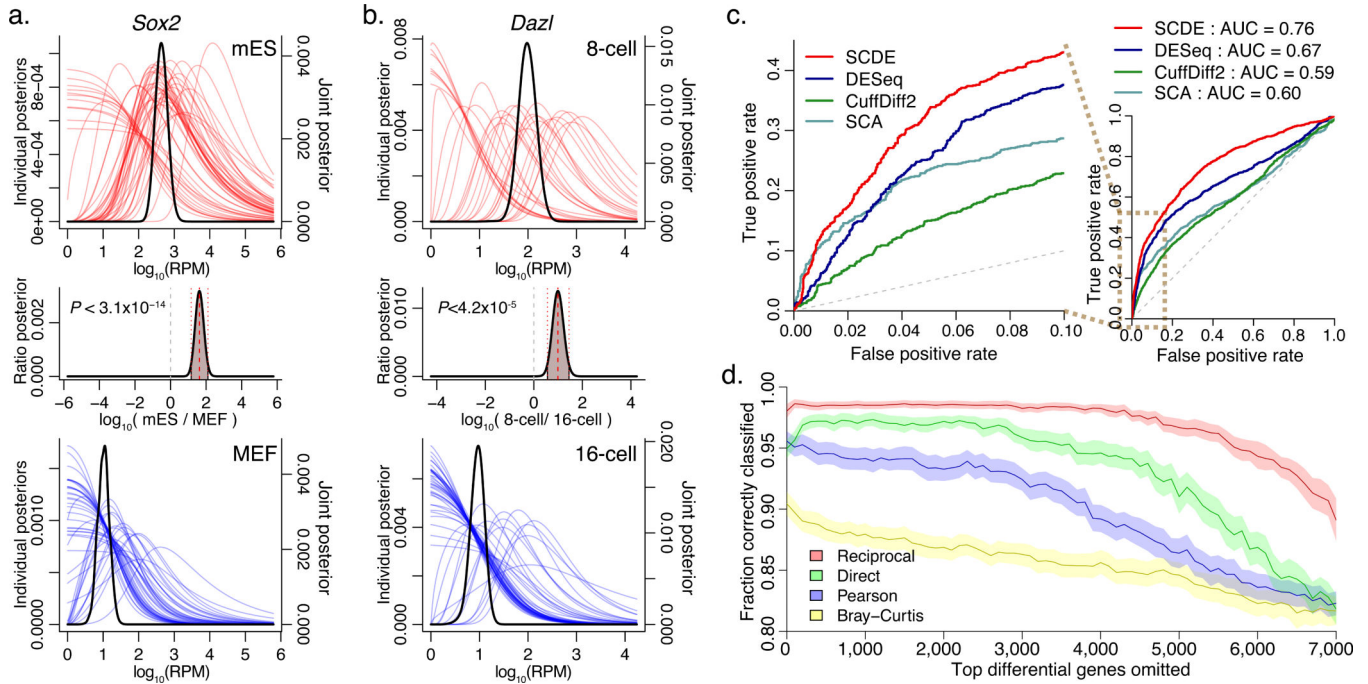 a.
Sox2
mES
Individual posteriors
0e+00 4e−04 8e−04
0.000 0.002 0.004
Joint posterior
0 1 2 3 4 5 6
log10(RPM)
Ratio posterior
0.000 0.002
P < 3.1x10−14
−6 −4 −2 0 2 4 6
log10( mES / MEF )
MEF
Individual posteriors
0.0000 0.0010
0.000 0.002 0.004
Joint posterior
0 1 2 3 4 5 6
log10(RPM)
b.
Dazl
8-cell
Individual posterior
0.000 0.004 0.008
0.000 0.005 0.010 0.015
Joint posterior
0 1 2 3 4
log10(RPM)
Ratio posterior
0.000 0.010
P<4.2x10-5
−4 −2 0 2 4
log10( 8-cell/ 16-cell )
16-cell
Individual posterior
0.000 0.004
0.000 0.010 0.020
Joint posterior
0 1 2 3 4
log10(RPM)
c.
SCDE
DESeq
CuffDiff2
SCA
True positive rate
0.0 0.1 0.2 0.3 0.4
0.00 0.02 0.04 0.06 0.08 0.10
False positive rate
SCDE : AUC = 0.76
DESeq : AUC = 0.67
CuffDiff2 : AUC = 0.59
SCA : AUC = 0.60
True positive rate
0.0 0.2 0.4 0.6 0.8 1.0
0.0 0.2 0.4 0.6 0.8 1.0
False positive rate
d.
Fraction correctly classified
0.80 0.85 0.90 0.95 1.00
Reciprocal
Direct
Pearson
Bray−Curtis
0 1,000 2,000 3,000 4,000 5,000 6,000 7,000
Top differential genes omitted